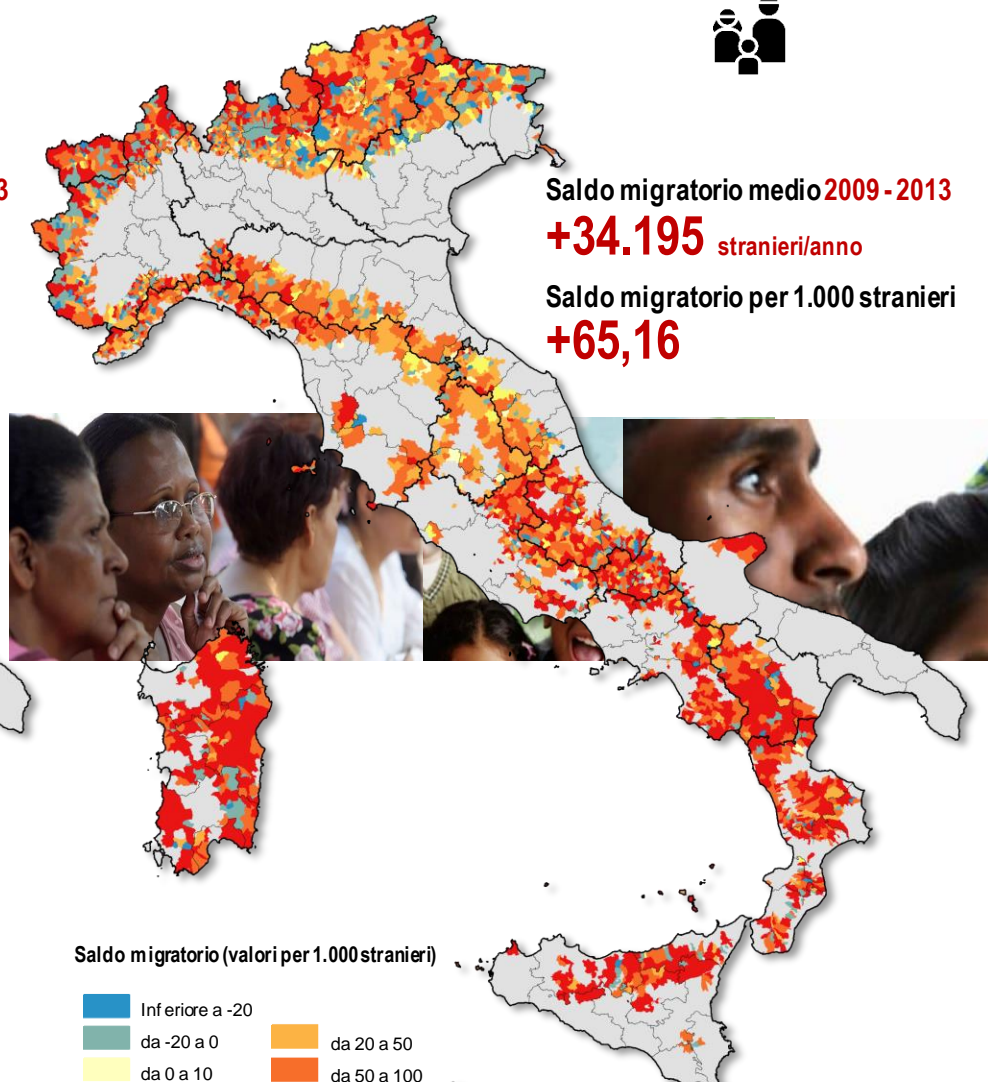 3
Saldo migratorio medio 2009 - 2013
+34.195 stranieri/anno
Saldo migratorio per 1.000 stranieri
+65,16
Saldo migratorio (valori per 1.000 stranieri)
Inferiore a -20
da -20 a 0
da 0 a 10
da 20 a 50
da 50 a 100